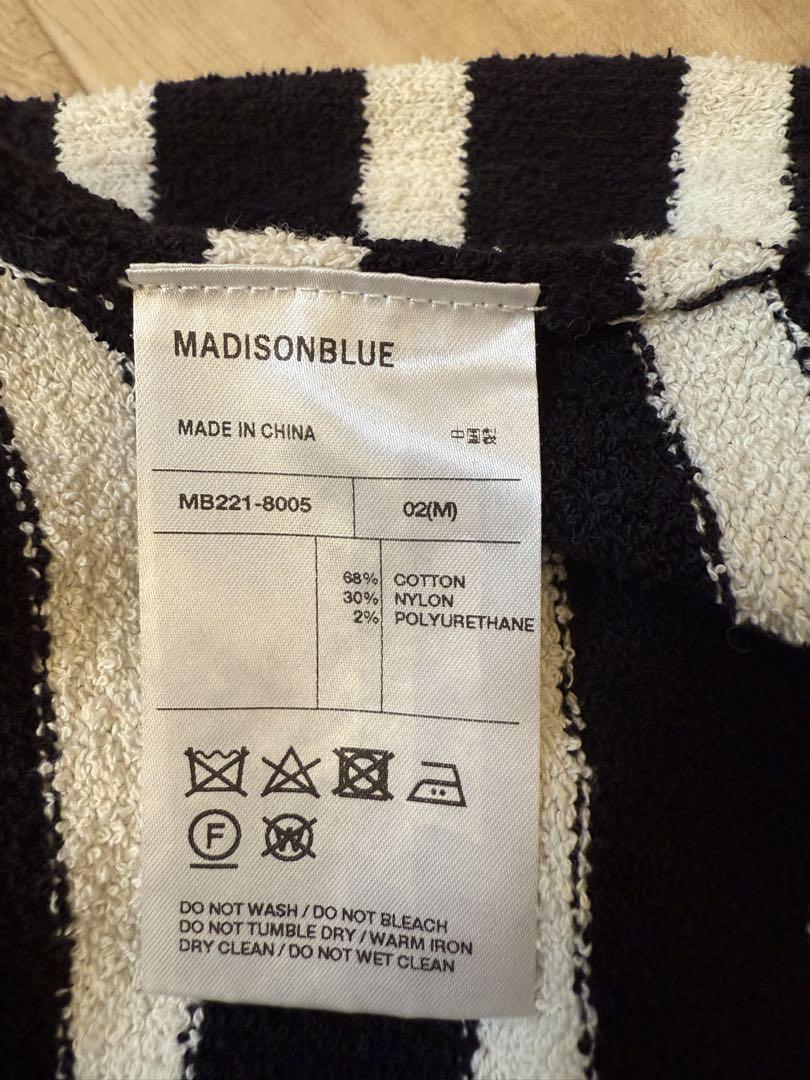 MADISONBLUE
MADE IN CHINA 中国製
MB221-8005 02(M)
68% COTTON
30% NYLON
2% POLYURETHANE
F
W
DO NOT WASH / DO NOT BLEACH
DO NOT TUMBLE DRY / WARM IRON
DRY CLEAN / DO NOT WET CLEAN